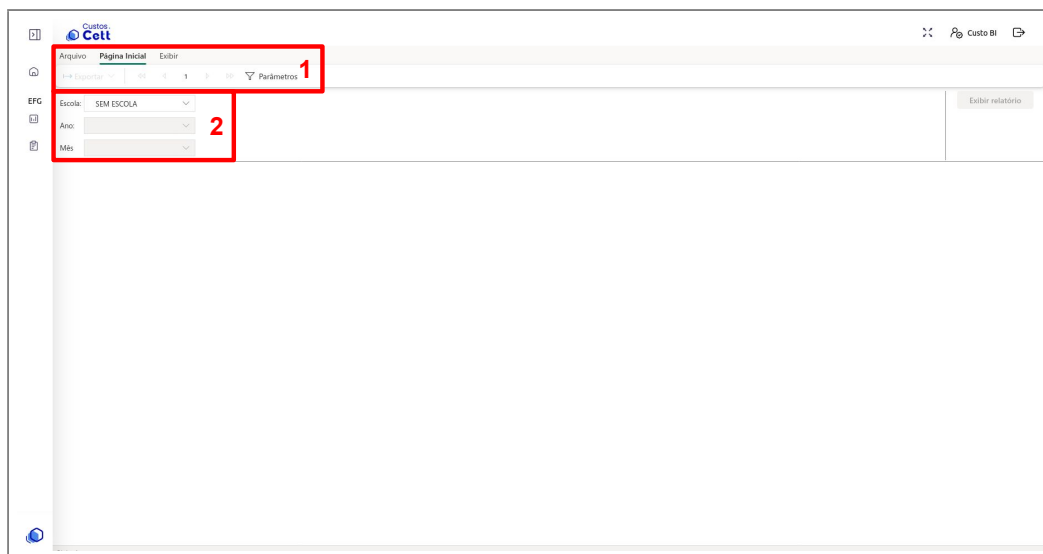 Custos.
Cett
Custo BI
Arquivo Página Inicial Exibir
Exportar 1 Parâmetros
1
EFG
Escola: SEM ESCOLA
Exibir relatório
Ano:
2
Mês